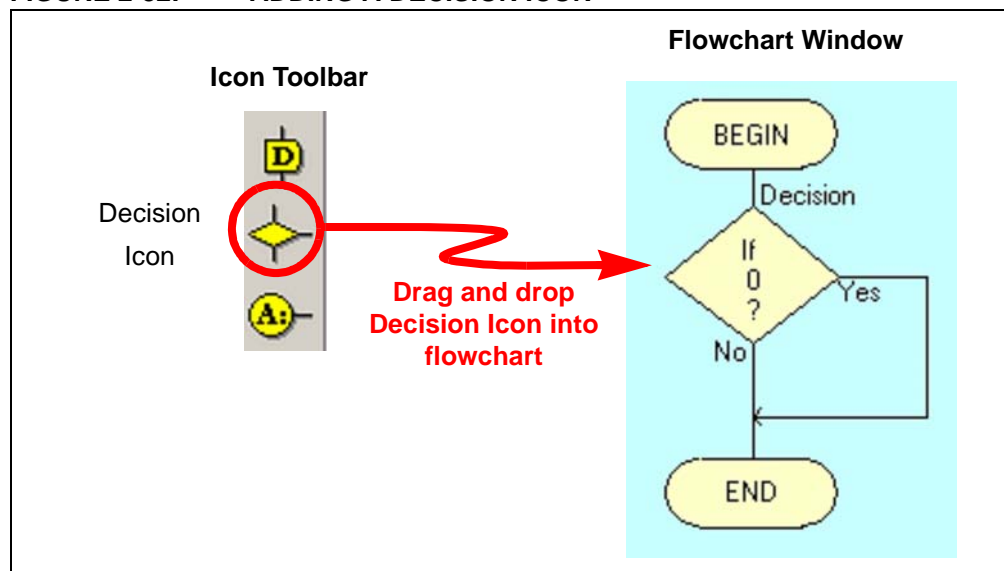 Flowchart Window
Icon Toolbar
D
Decision
Icon
A:
Drag and drop
Decision Icon into
flowchart
BEGIN
Decision
If
0
?
Yes
No
END